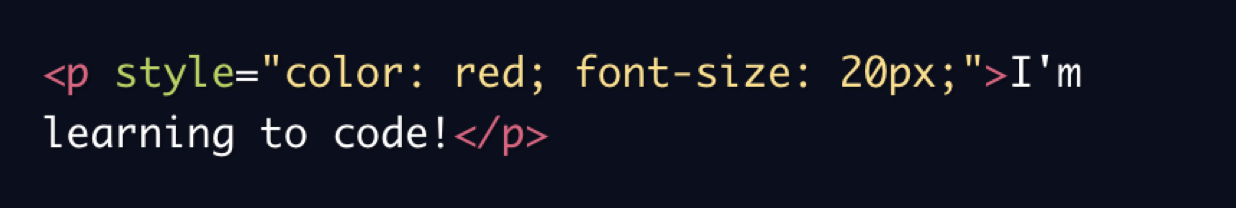 <p style="color: red; font-size: 20px;">I'm
learning to code!</p>